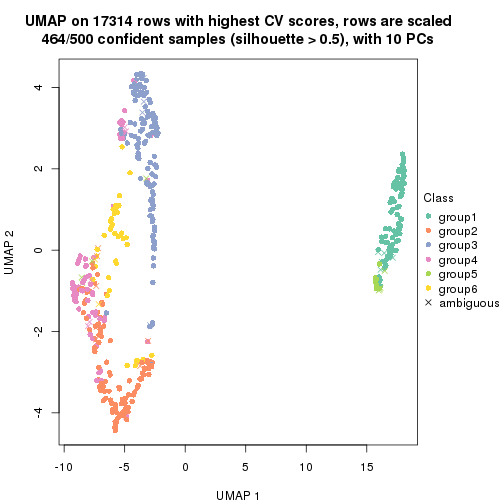 UMAP on 17314 rows with highest CV scores, rows are scaled
464/500 confident samples (silhouette > 0.5), with 10 PCs
4
2
0
-2
-4
UMAP 2
-10
-5
0
5
10
15
UMAP 1
Class
group1
group2
group3
group4
group5
group6
ambiguous